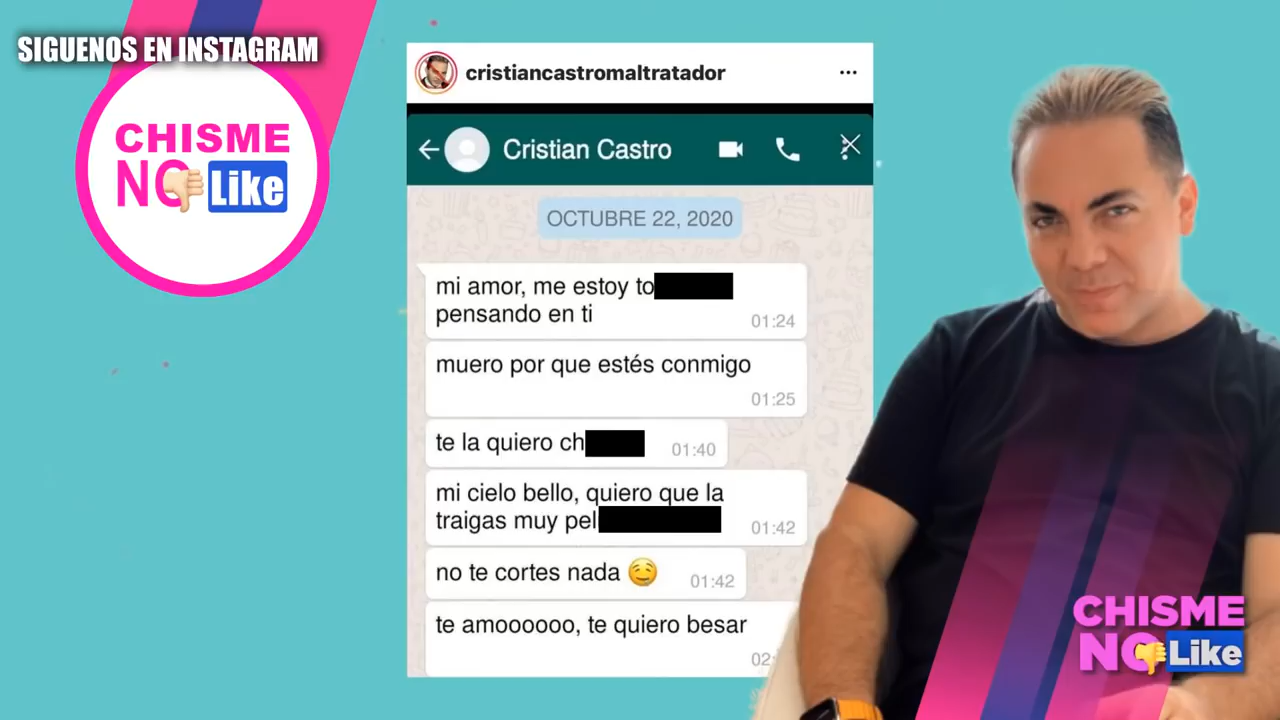 SIGUENOS EN INSTAGRAM
CHISME
NO Like
cristiancastromaltratador
Cristian Castro
OCTUBRE 22, 2020
mi amor, me estoy to
pensando en ti
01:24
muero por que estés conmigo
01:25
te la quiero ch
01:40
mi cielo bello, quiero que la
traigas muy pel
01:42
no te cortes nada 🤤
01:42
te amoooooo, te quiero besar
02:
CHISME
NO Like